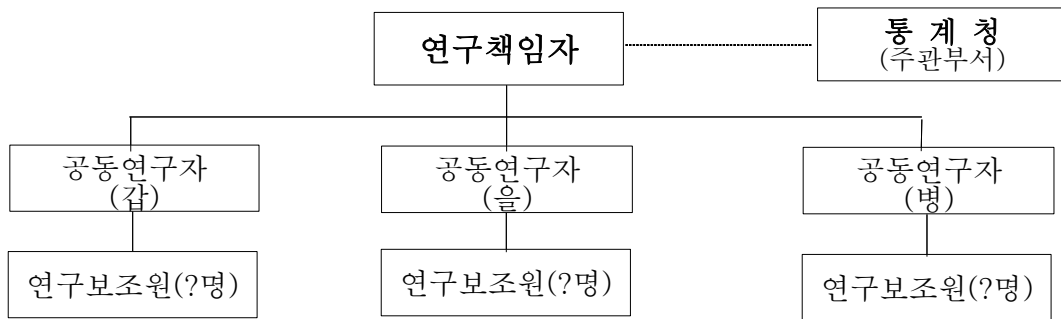 연구책임자
통 계 청
(주관부서)
공동연구자
(갑)
공동연구자
(을)
공동연구자
(병)
연구보조원(?명)
연구보조원(?명)
연구보조원(?명)